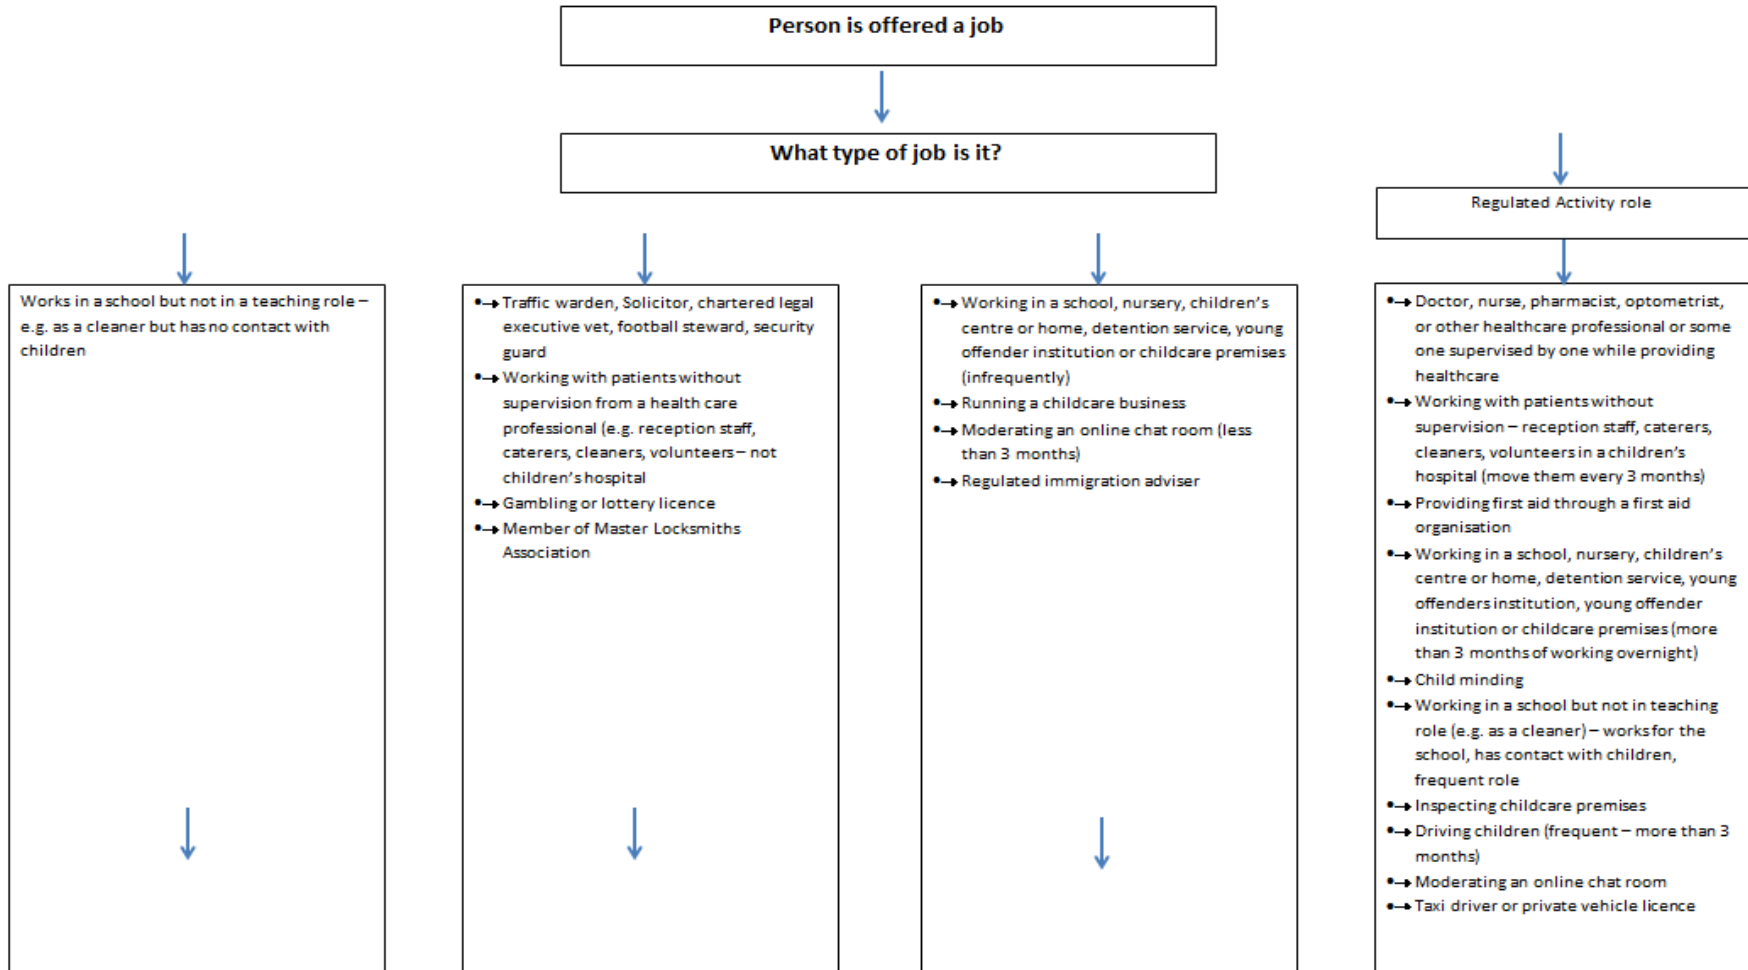 Person is offered a job
What type of job is it?
Regulated Activity role
Works in a school but not in a teaching role –
e.g. as a cleaner but has no contact with
children
•→ Traffic warden, Solicitor, chartered legal
executive vet, football steward, security
guard
•→ Working with patients without
supervision from a health care
professional (e.g. reception staff,
caterers, cleaners, volunteers – not
children's hospital
•→ Gambling or lottery licence
•→ Member of Master Locksmiths
Association
•→ Working in a school, nursery, children's
centre or home, detention service, young
offender institution or childcare premises
(infrequently)
•→ Running a childcare business
•→ Moderating an online chat room (less
than 3 months)
•→ Regulated immigration adviser
•→ Doctor, nurse, pharmacist, optometrist,
or other healthcare professional or some
one supervised by one while providing
healthcare
•→ Working with patients without
supervision – reception staff, caterers,
cleaners, volunteers in a children's
hospital (move them every 3 months)
•→ Providing first aid through a first aid
organisation
•→ Working in a school, nursery, children's
centre or home, detention service, young
offenders institution, young offender
institution or childcare premises (more
than 3 months of working overnight)
•→ Child minding
•→ Working in a school but not in teaching
role (e.g. as a cleaner) – works for the
school, has contact with children,
frequent role
•→ Inspecting childcare premises
•→ Driving children (frequent – more than 3
months)
•→ Moderating an online chat room
•→ Taxi driver or private vehicle licence